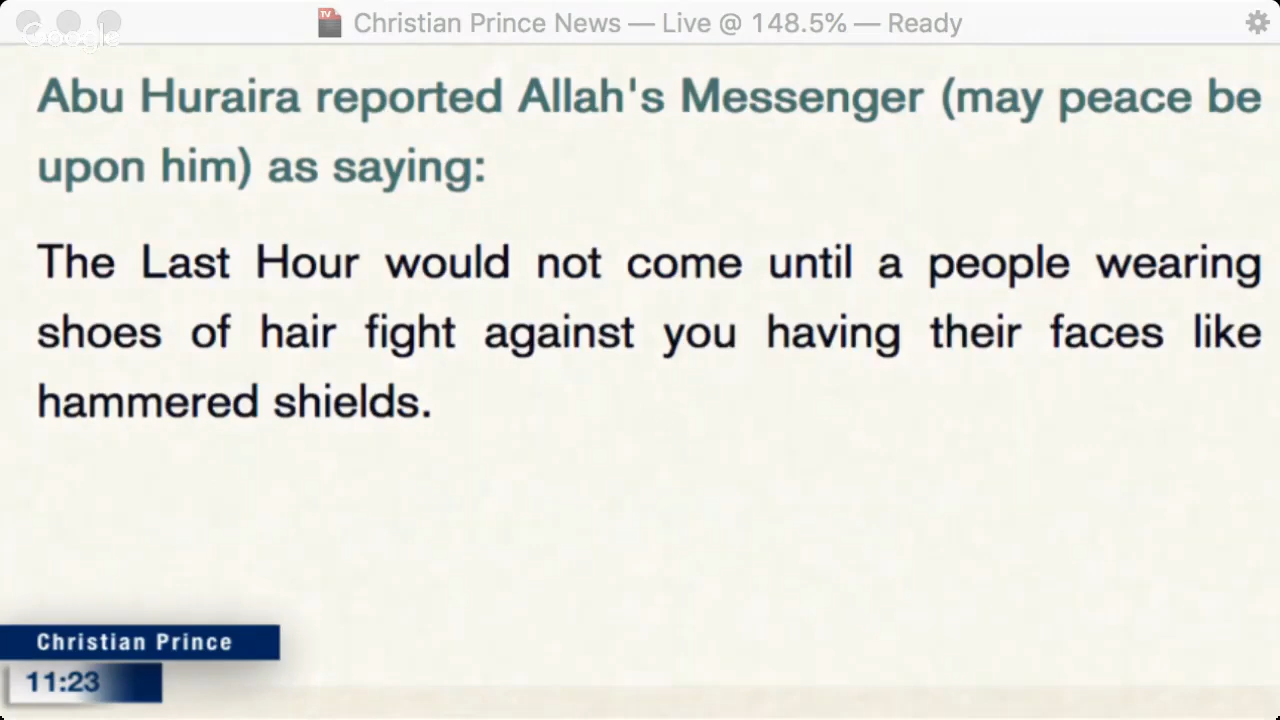 Christian Prince News — Live @ 148.5% — Ready
Google
Abu Huraira reported Allah's Messenger (may peace be
upon him) as saying:
The Last Hour would not come until a people wearing
shoes of hair fight against you having their faces like
hammered shields.
Christian Prince
11:23